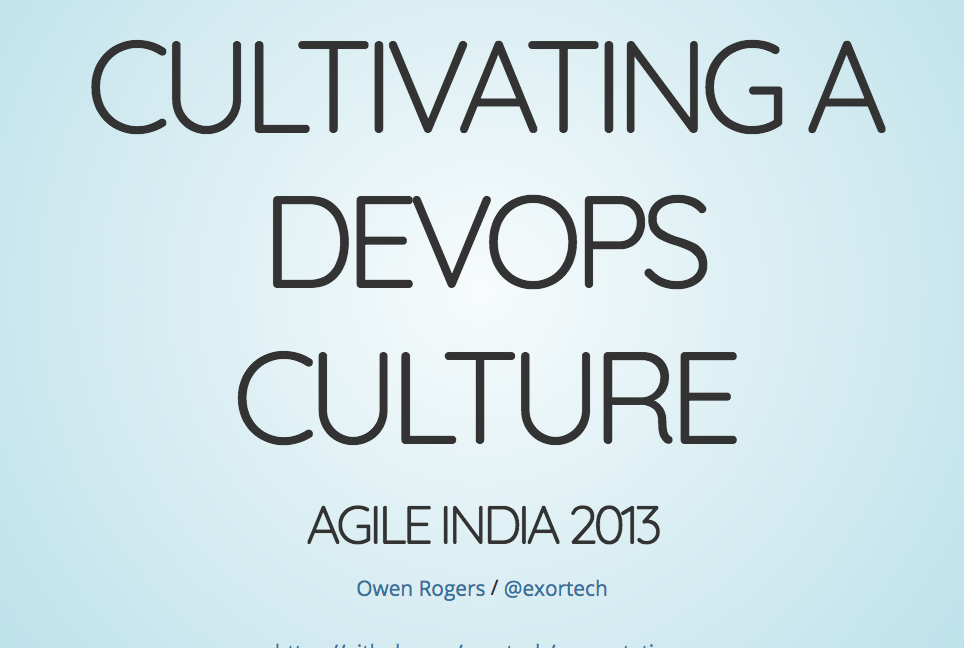 CULTIVATING A
DEVOPS
CULTURE
AGILE INDIA 2013
Owen Rogers / @exortech